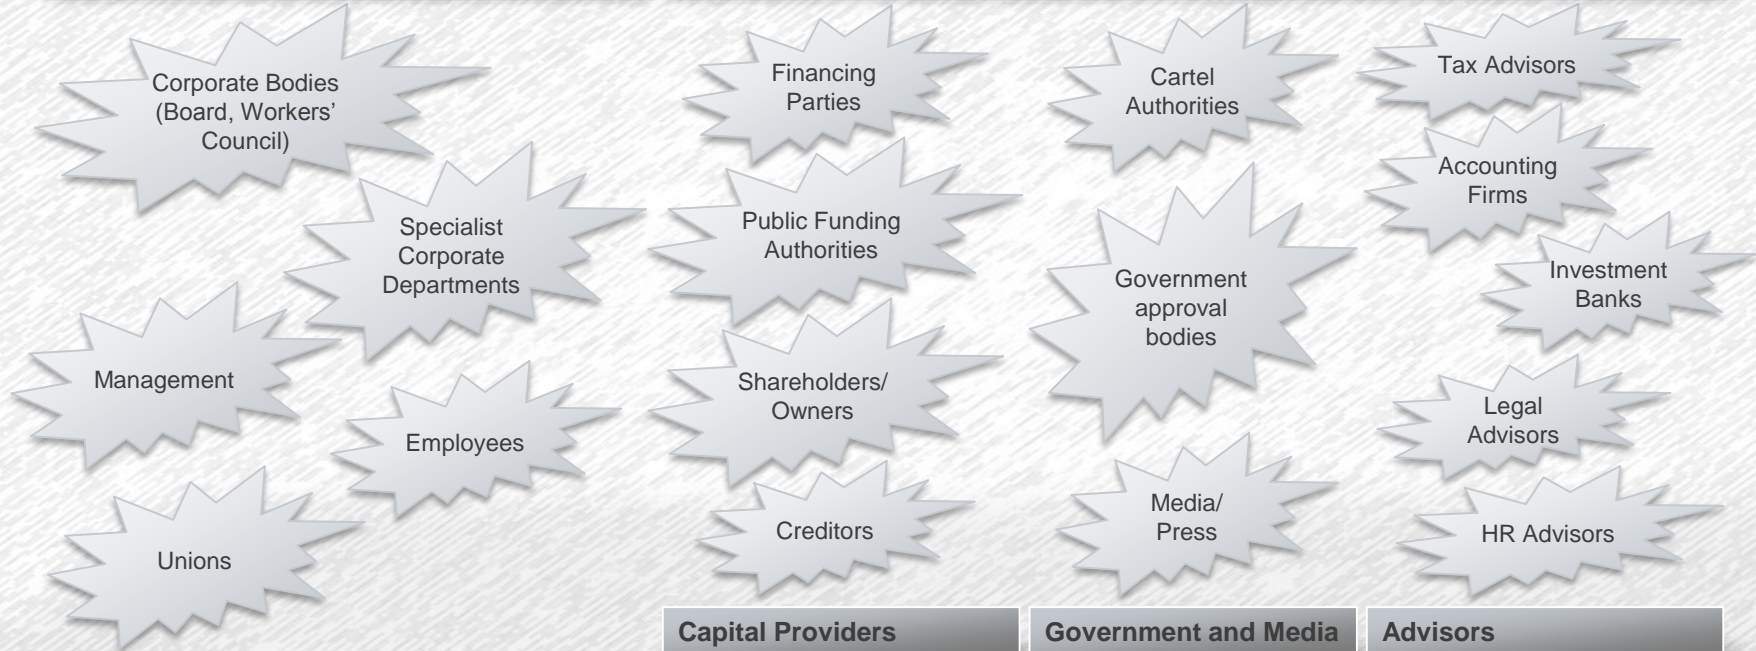 Corporate Bodies
(Board, Workers'
Council)
Specialist
Corporate
Departments
Management
Employees
Unions
Financing
Parties
Public Funding
Authorities
Shareholders/
Owners
Creditors
Capital Providers
Cartel
Authorities
Government
approval
bodies
Media/
Press
Government and Media
Tax Advisors
Accounting
Firms
Investment
Banks
Legal
Advisors
HR Advisors
Advisors